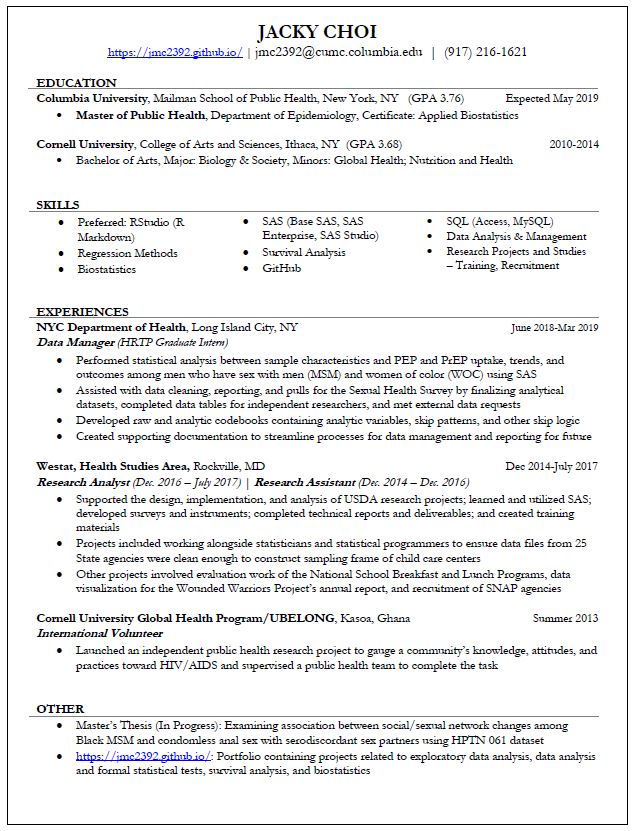 JACKY CHOI
https://jmc2392.github.io/ | jmc2392@cumc.columbia.edu | (917) 216-1621
EDUCATION
Columbia University, Mailman School of Public Health, New York, NY (GPA 3.76) Expected May 2019
• Master of Public Health, Department of Epidemiology, Certificate: Applied Biostatistics
Cornell University, College of Arts and Sciences, Ithaca, NY (GPA 3.68) 2010-2014
• Bachelor of Arts, Major: Biology & Society, Minors: Global Health; Nutrition and Health
SKILLS
• Preferred: RStudio (R
Markdown)
• Regression Methods
• Biostatistics
• SAS (Base SAS, SAS
Enterprise, SAS Studio)
• Survival Analysis
• GitHub
• SQL (Access, MySQL)
• Data Analysis & Management
• Research Projects and Studies
– Training, Recruitment
EXPERIENCES
NYC Department of Health, Long Island City, NY June 2018-Mar 2019
Data Manager (HRTP Graduate Intern)
• Performed statistical analysis between sample characteristics and PEP and PrEP uptake, trends, and
outcomes among men who have sex with men (MSM) and women of color (WOC) using SAS
• Assisted with data cleaning, reporting, and pulls for the Sexual Health Survey by finalizing analytical
datasets, completed data tables for independent researchers, and met external data requests
• Developed raw and analytic codebooks containing analytic variables, skip patterns, and other skip logic
• Created supporting documentation to streamline processes for data management and reporting for future
Westat, Health Studies Area, Rockville, MD Dec 2014-July 2017
Research Analyst (Dec. 2016 – July 2017) | Research Assistant (Dec. 2014 – Dec. 2016)
• Supported the design, implementation, and analysis of USDA research projects; learned and utilized SAS;
developed surveys and instruments; completed technical reports and deliverables; and created training
materials
• Projects included working alongside statisticians and statistical programmers to ensure data files from 25
State agencies were clean enough to construct sampling frame of child care centers
• Other projects involved evaluation work of the National School Breakfast and Lunch Programs, data
visualization for the Wounded Warriors Project's annual report, and recruitment of SNAP agencies
Cornell University Global Health Program/UBELONG, Kasoa, Ghana Summer 2013
International Volunteer
• Launched an independent public health research project to gauge a community's knowledge, attitudes, and
practices toward HIV/AIDS and supervised a public health team to complete the task
OTHER
• Master's Thesis (In Progress): Examining association between social/sexual network changes among
Black MSM and condomless anal sex with serodiscordant sex partners using HPTN 061 dataset
• https://jmc2392.github.io/: Portfolio containing projects related to exploratory data analysis, data analysis
and formal statistical tests, survival analysis, and biostatistics